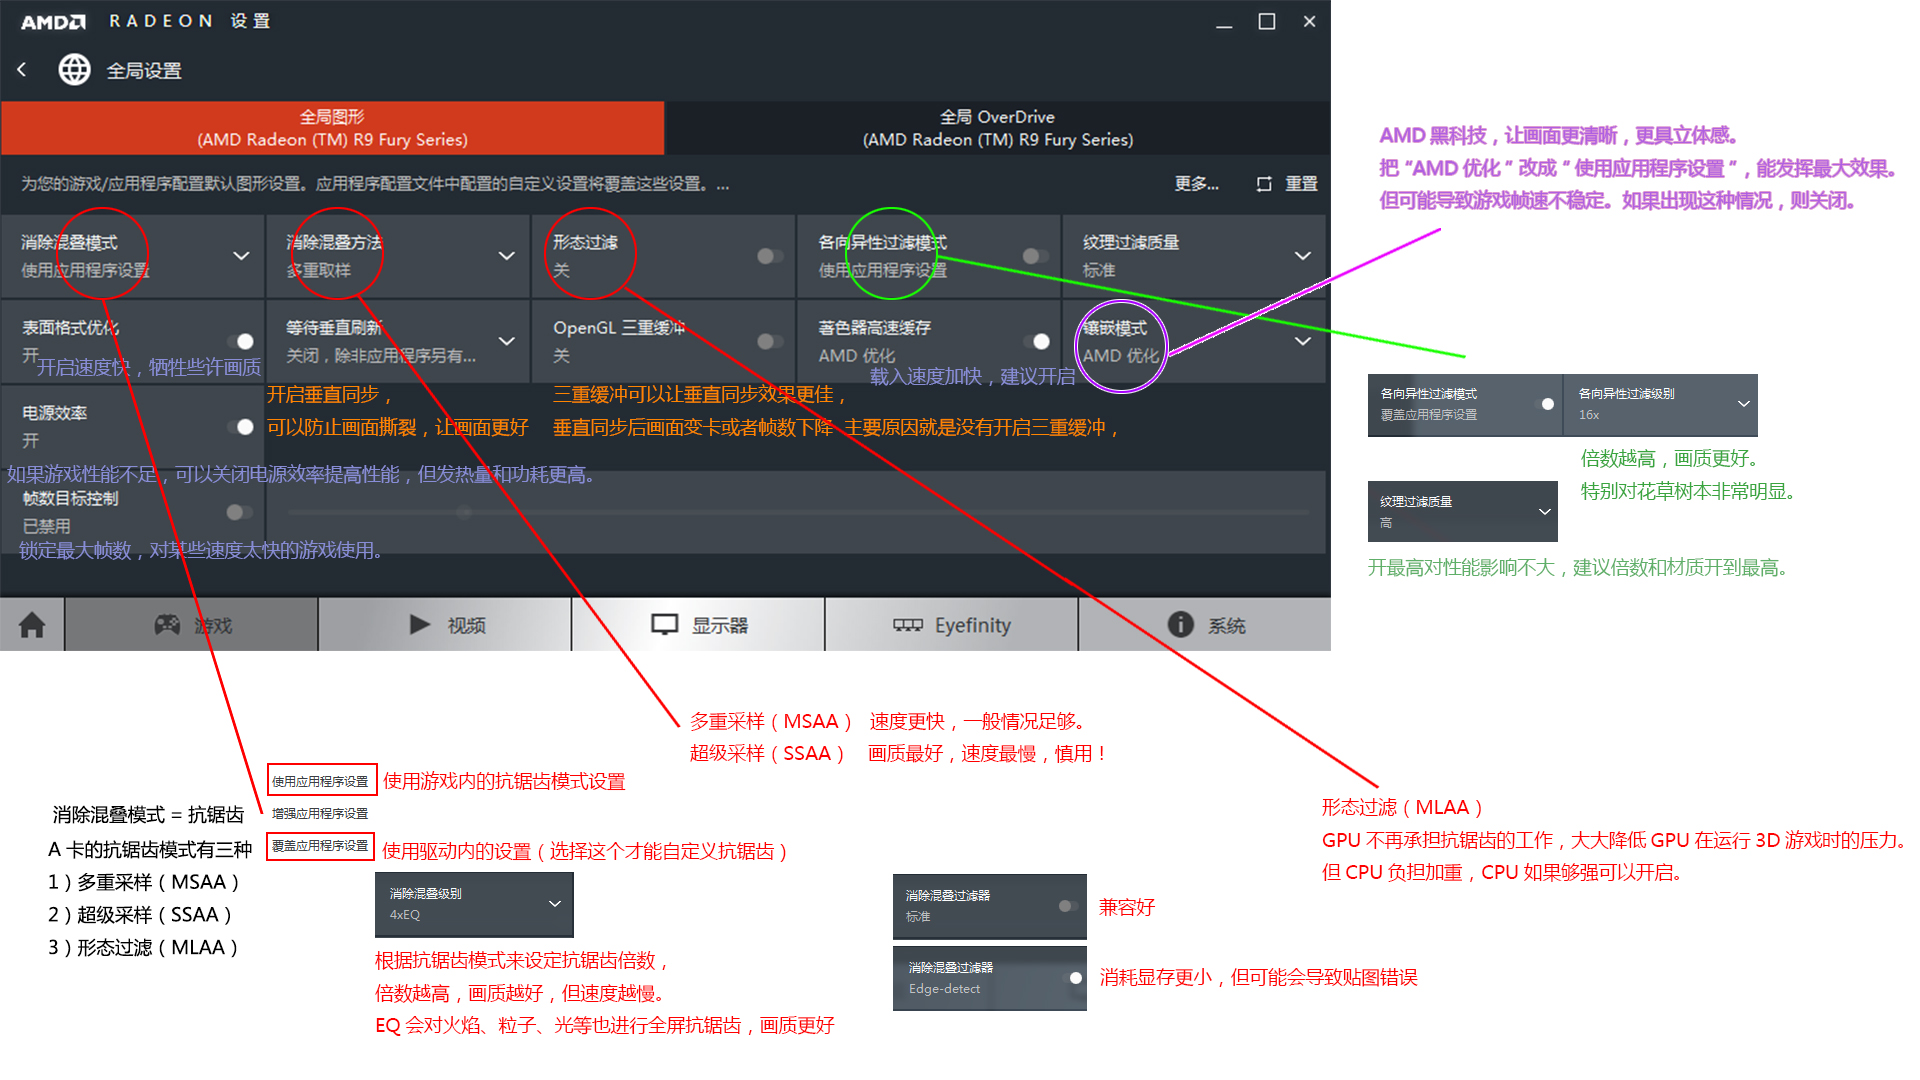 AMD RADEON 设置
全局设置
全局图形
(AMD Radeon (TM) R9 Fury Series)
全局 OverDrive
(AMD Radeon (TM) R9 Fury Series)
为您的游戏/应用程序配置默认图形设置。应用程序配置文件中配置的自定义设置将覆盖这些设置。...
更多...
重置
消除混叠模式
使用应用程序设置
消除混叠方法
多重取样
形态过滤
关
各向异性过滤模式
使用应用程序设置
纹理过滤质量
标准
表面格式优化
开
开启速度快，牺牲些许画质
等待垂直刷新
关闭，除非应用程序另有...
OpenGL 三重缓冲
关
着色器高速缓存
AMD 优化
载入速度加快，建议开启
镶嵌模式
AMD 优化
电源效率
开
开启垂直同步，
可以防止画面撕裂，让画面更好
三重缓冲可以让垂直同步效果更佳，
垂直同步后画面变卡或者帧数下降 主要原因就是没有开启三重缓冲，
如果游戏性能不足，可以关闭电源效率提高性能，但发热量和功耗更高。
帧数目标控制
已禁用
锁定最大帧数，对某些速度太快的游戏使用。
游戏
视频
显示器
Eyefinity
系统
AMD 黑科技，让画面更清晰，更具立体感。
把 “AMD 优化 ” 改成 “ 使用应用程序设置 ”，能发挥最大效果。
但可能导致游戏帧速不稳定。如果出现这种情况，则关闭。
各向异性过滤模式
覆盖应用程序设置
各向异性过滤级别
16x
倍数越高，画质更好。
特别对花草树木非常明显。
纹理过滤质量
高
开最高对性能影响不大，建议倍数和材质开到最高。
多重采样（MSAA） 速度更快，一般情况足够。
超级采样（SSAA） 画质最好，速度最慢，慎用！
使用应用程序设置
使用游戏内的抗锯齿模式设置
增强应用程序设置
覆盖应用程序设置
使用驱动内的设置（选择这个才能自定义抗锯齿）
消除混叠模式 = 抗锯齿
A 卡的抗锯齿模式有三种
1）多重采样（MSAA）
2）超级采样（SSAA）
3）形态过滤（MLAA）
消除混叠级别
4xEQ
根据抗锯齿模式来设定抗锯齿倍数，
倍数越高，画质越好，但速度越慢。
EQ 会对火焰、粒子、光等也进行全屏抗锯齿，画质更好
消除混叠过滤器
标准
兼容好
消除混叠过滤器
Edge-detect
消耗显存更小，但可能会导致贴图错误
形态过滤（MLAA）
GPU 不再承担抗锯齿的工作，大大降低 GPU 在运行 3D 游戏时的压力。
但 CPU 负担加重，CPU 如果够强可以开启。